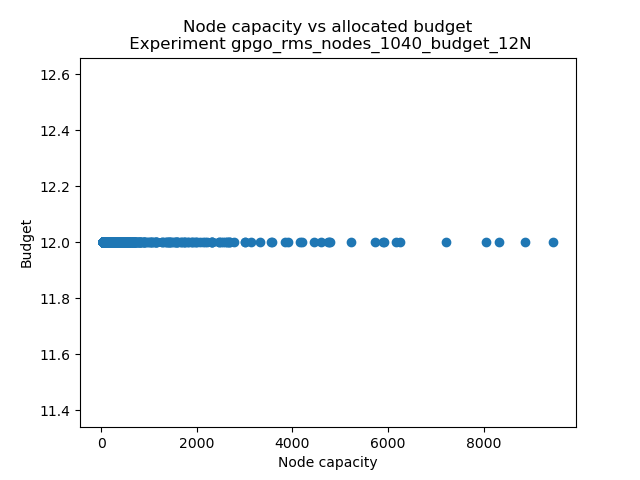 Node capacity vs allocated budget
Experiment gpgo_rms_nodes_1040_budget_12N
12.6
12.4
12.2
12.0
11.8
11.6
11.4
Budget
0 2000 4000 6000 8000
Node capacity